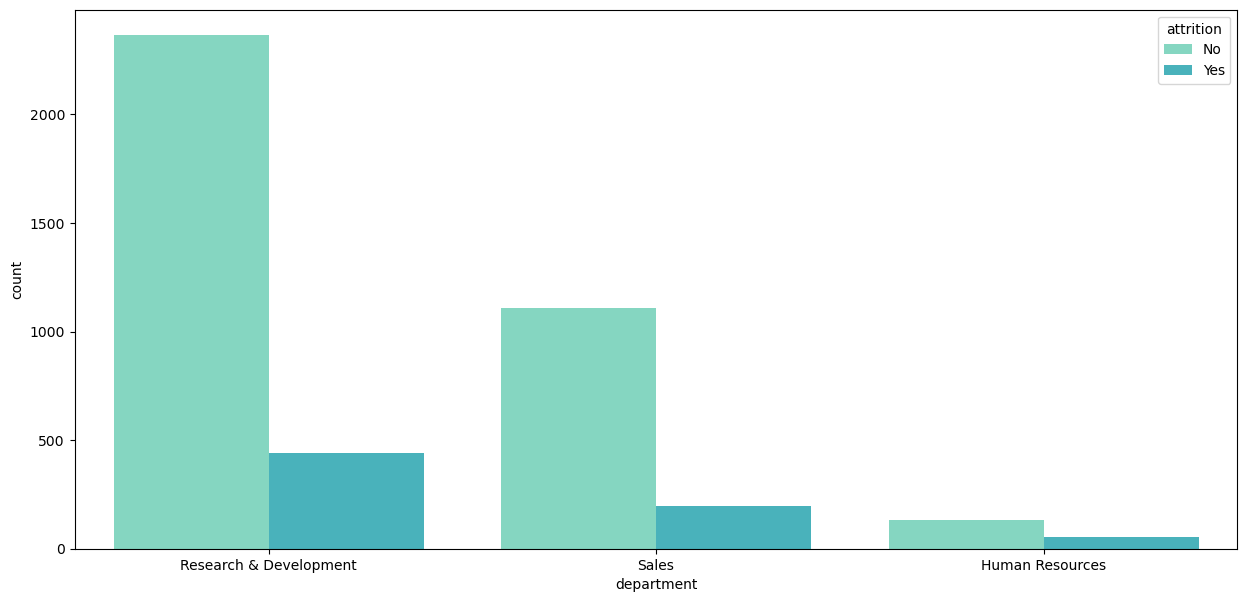 attrition
No
Yes
2000
1500
1000
500
0
count
Research & Development
Sales
Human Resources
department